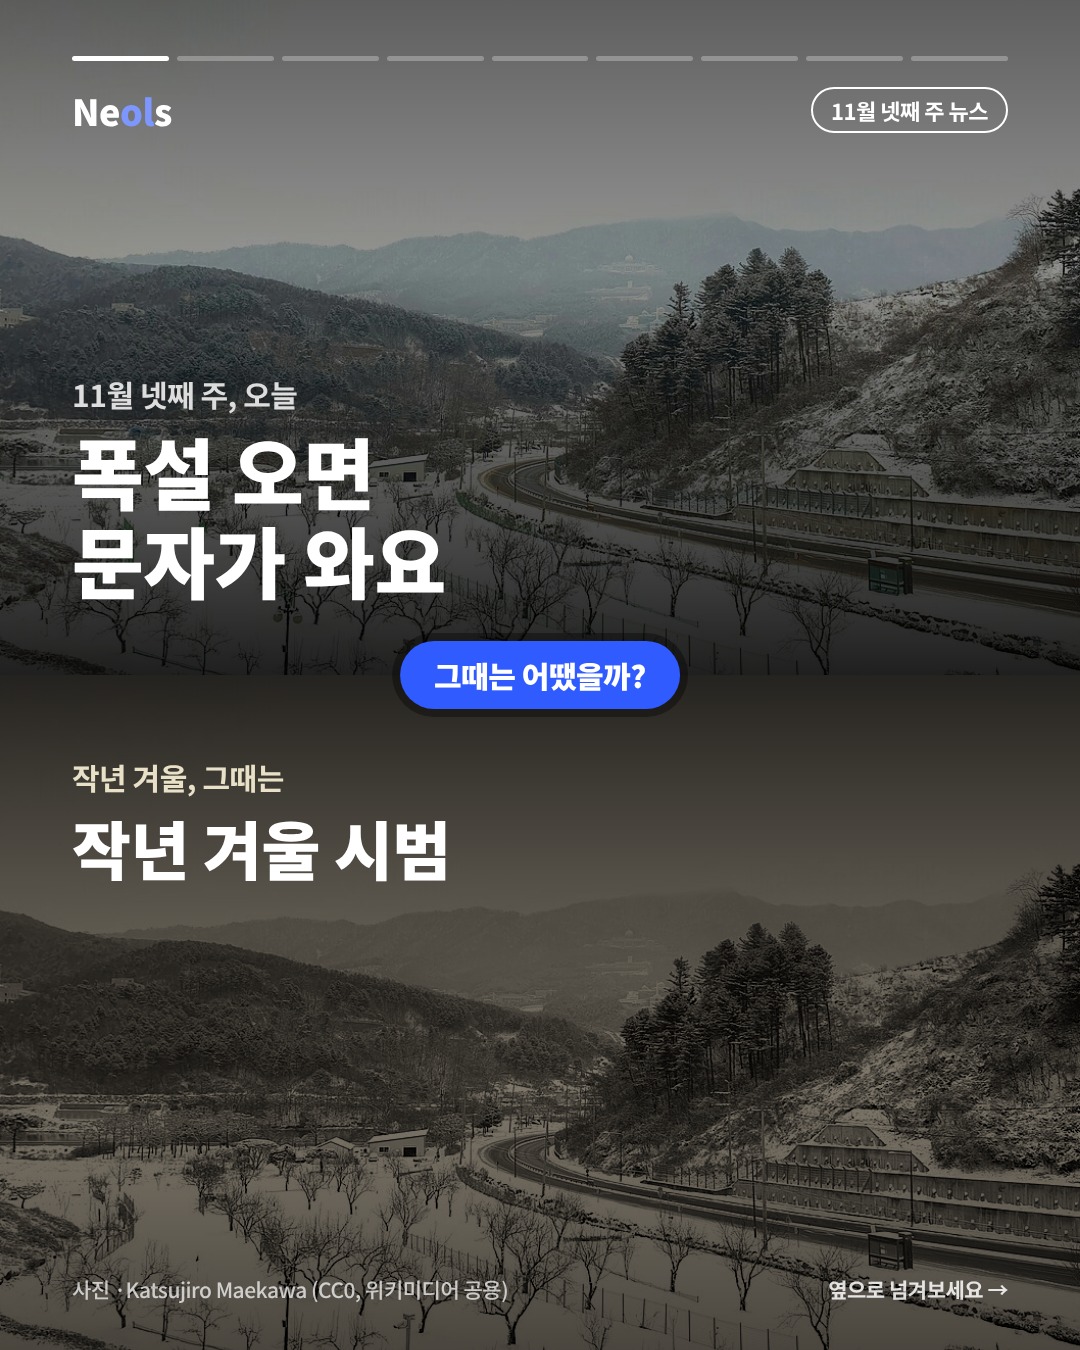 Neols
11월 넷째 주 뉴스
11월 넷째 주, 오늘
폭설 오면
문자가 와요
그때는 어땠을까?
작년 겨울, 그때는
작년 겨울 시범
사진 · Katsujiro Maekawa (CC0, 위키미디어 공용)
옆으로 넘겨보세요 →